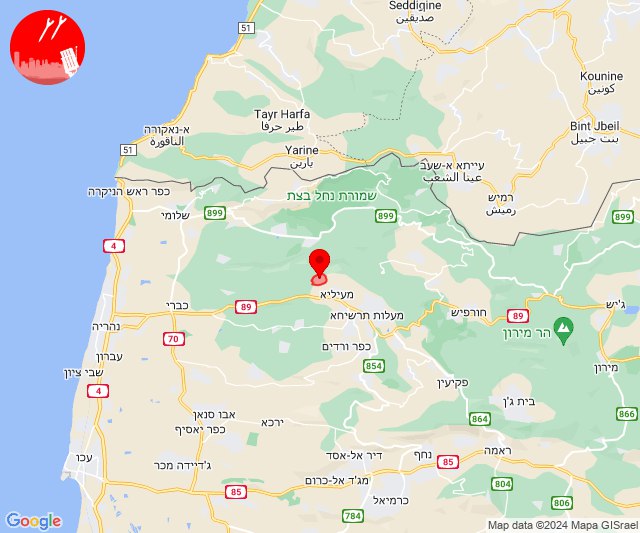 Seddiqine
صديقين
51
Kounine
كونين
Tayr Harfa
طير حرفا
א-נאקורה
الناقورة
Bint Jbeil
بنت جبيل
51
Yarine
يارين
עייתא א-שעב
عيتا الشعب
כפר ראש הניקרה
שמורת נחל בצת
רמיש
رميش
שלומי
899
899
899
4
מעיליא
כברי
89
ג'יש
נהריה
מעלות תרשיחא
חורפיש
89
70
כפר ורדים
הר מירון
עברון
שבי ציון
854
מירון
4
פקיעין
בית ג'ן
אבו סנאן
כפר יאסיף
ירכא
864
866
עכו
ג'דיידה מכר
דיר אל-אסד
נחף
ראמה
85
85
מג'ד אל-כרום
804
כרמיאל
806
784
Google
Map data ©2024 Mapa GISrael